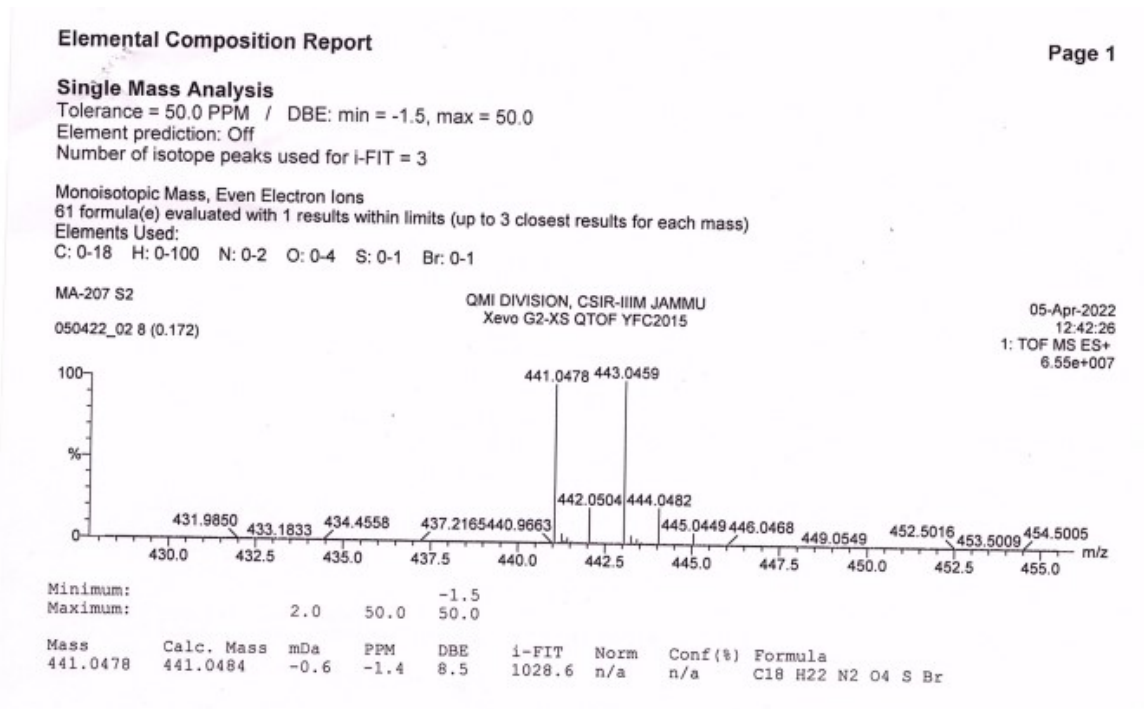 Elemental Composition Report
Page 1
Single Mass Analysis
Tolerance = 50.0 PPM / DBE: min = -1.5, max = 50.0
Element prediction: Off
Number of isotope peaks used for i-FIT = 3
Monoisotopic Mass, Even Electron Ions
61 formula(e) evaluated with 1 results within limits (up to 3 closest results for each mass)
Elements Used:
C: 0-18 H: 0-100 N: 0-2 O: 0-4 S: 0-1 Br: 0-1
MA-207 S2
QMI DIVISION, CSIR-IIIM JAMMU
05-Apr-2022
Xevo G2-XS QTOF YFC2015
12:42:26
050422_02 8 (0.172)
1: TOF MS ES+
6.55e+007
100
441.0478 443.0459
%
442.0504 444.0482
431.9850 433.1833 434.4558 437.2165 440.9663 445.0449 446.0468 449.0549 452.5016 453.5009 454.5005
0
m/z
430.0 432.5 435.0 437.5 440.0 442.5 445.0 447.5 450.0 452.5 455.0
Minimum: -1.5
Maximum: 2.0 50.0 50.0
Mass Calc. Mass mDa PPM DBE i-FIT Norm Conf(%) Formula
441.0478 441.0484 -0.6 -1.4 8.5 1028.6 n/a n/a C18 H22 N2 O4 S Br